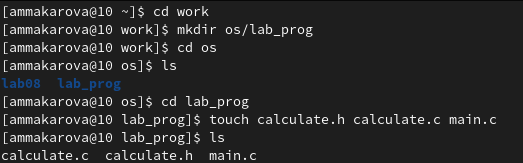 [ammakarova@10 ~]$ cd work
[ammakarova@10 work]$ mkdir os/lab_prog
[ammakarova@10 work]$ cd os
[ammakarova@10 os]$ ls
lab08  lab_prog
[ammakarova@10 os]$ cd lab_prog
[ammakarova@10 lab_prog]$ touch calculate.h calculate.c main.c
[ammakarova@10 lab_prog]$ ls
calculate.c  calculate.h  main.c